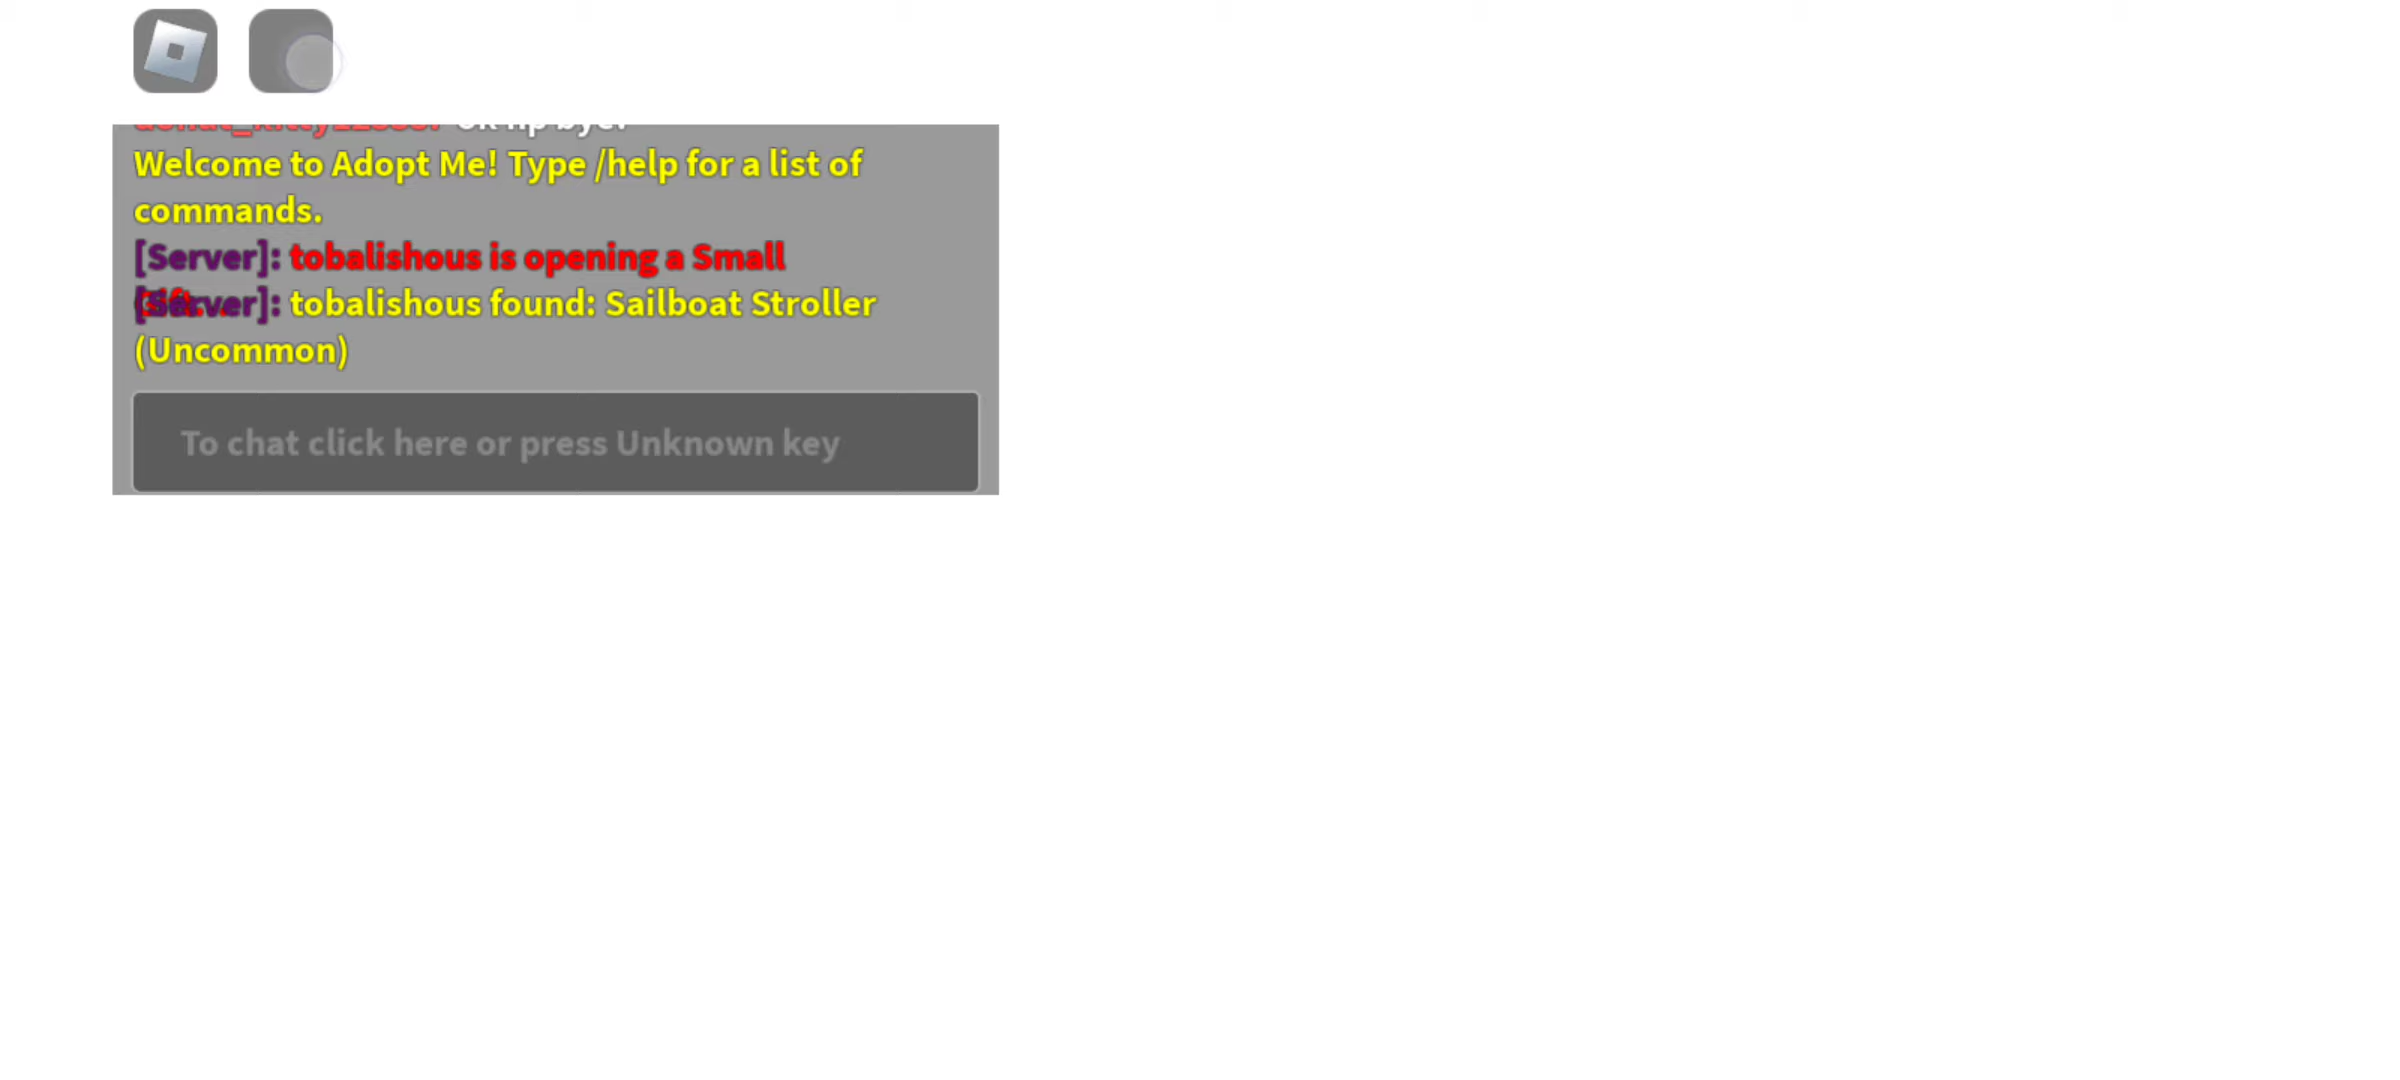 bye!
Welcome to Adopt Me! Type /help for a list of
commands.
[Server]: tobalishous is opening a Small
[Server]: tobalishous found: Sailboat Stroller
(Uncommon)
To chat click here or press Unknown key